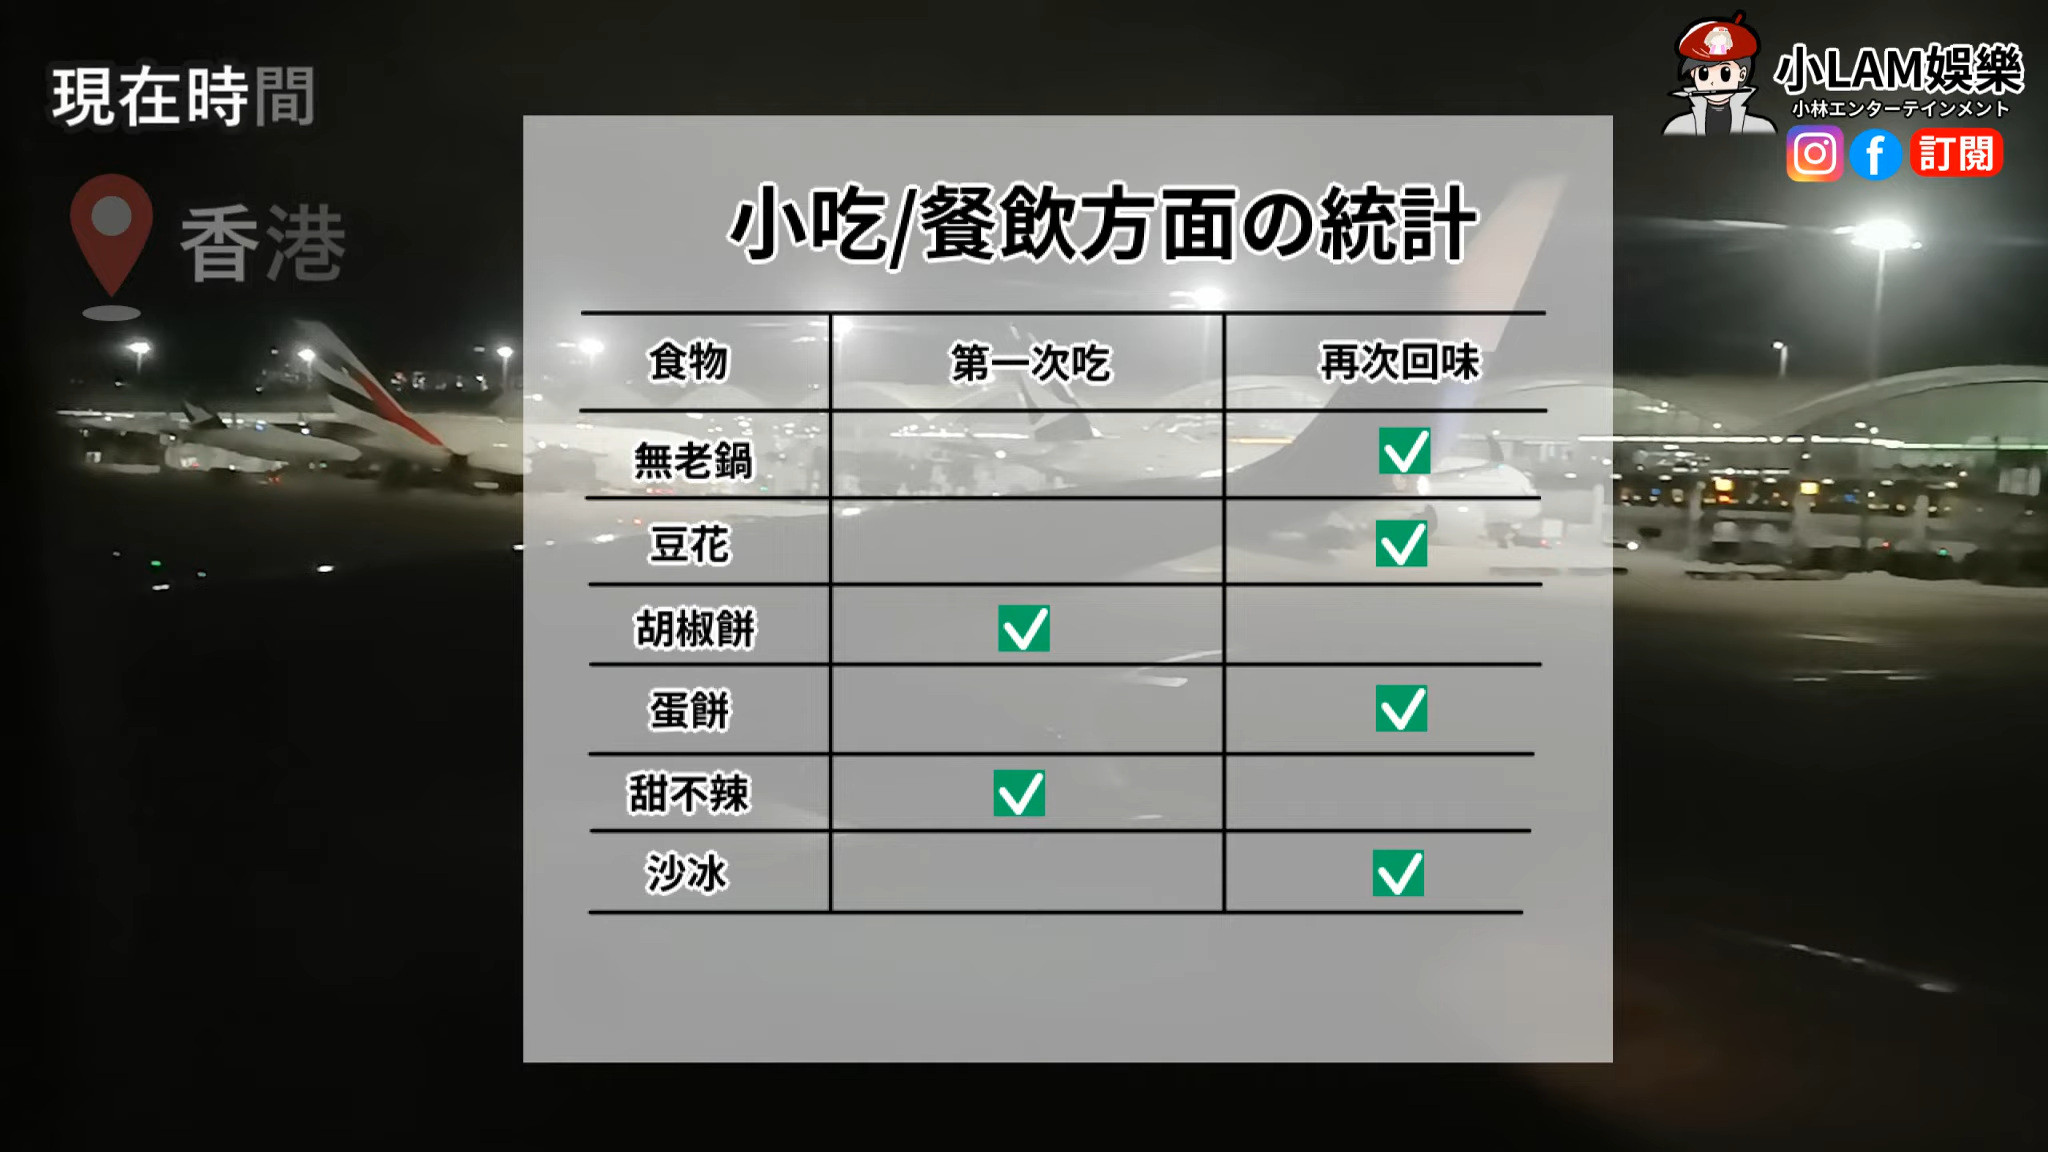 現在時間
香港
小LAM娯樂
小林エンターテインメント
訂閱
小吃/餐飲方面の統計
食物 第一次吃 再次回味
無老鍋 ✅
豆花 ✅
胡椒餅 ✅
蛋餅 ✅
甜不辣 ✅
沙冰 ✅